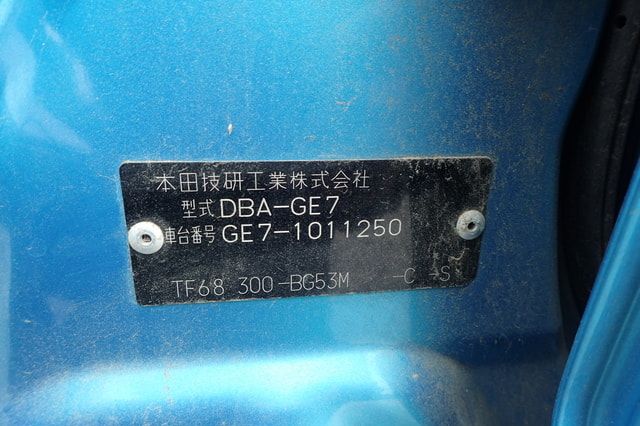 本田技研工業株式会社
型式 DBA-GE7
車台番号 GE7-1011250
TF68 300-BG53M -C -S